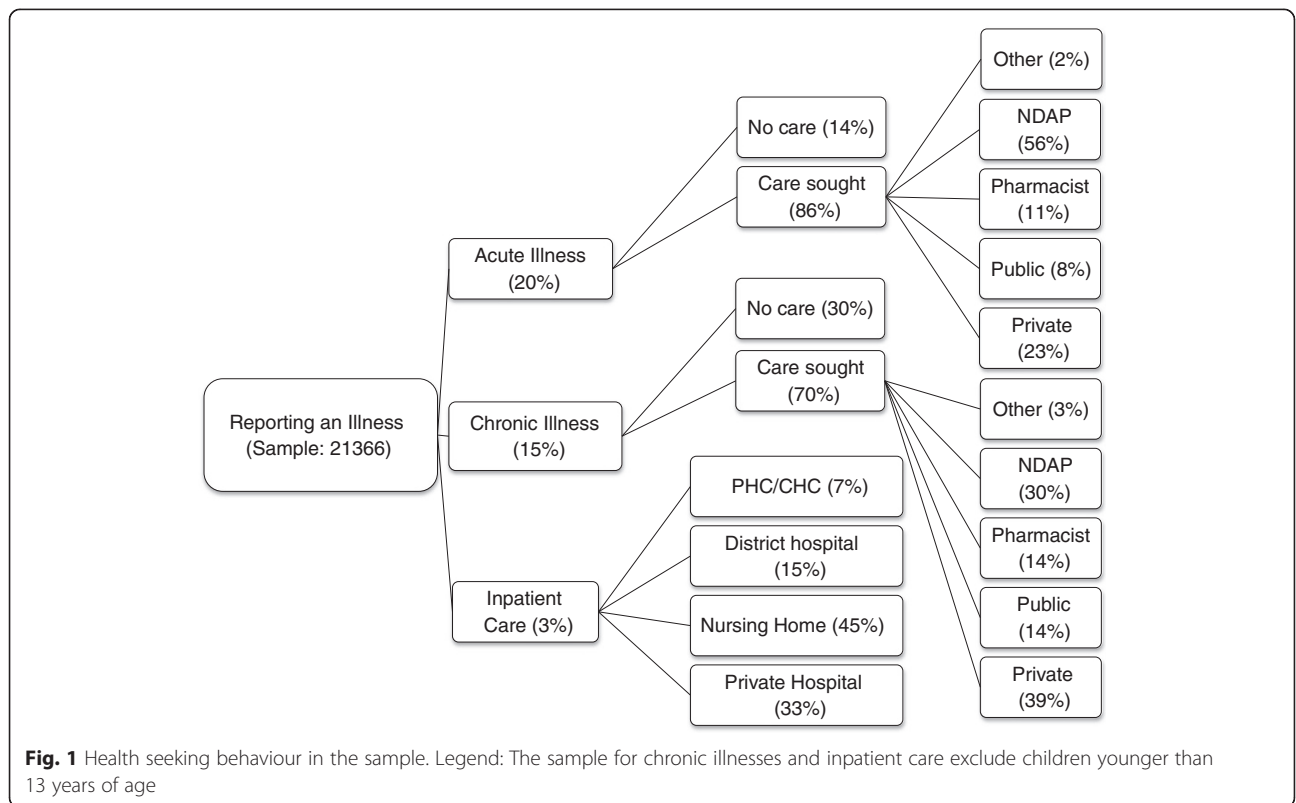 Other (2%)
NDAP
(56%)
Pharmacist
(11%)
Public (8%)
Private
(23%)
No care (14%)
Care sought
(86%)
Acute Illness
(20%)
Reporting an Illness
(Sample: 21366)
Chronic Illness
(15%)
No care (30%)
Care sought
(70%)
Other (3%)
NDAP
(30%)
Pharmacist
(14%)
Public
(14%)
Private
(39%)
Inpatient
Care (3%)
PHC/CHC (7%)
District hospital
(15%)
Nursing Home (45%)
Private Hospital
(33%)
Fig. 1 Health seeking behaviour in the sample. Legend: The sample for chronic illnesses and inpatient care exclude children younger than
13 years of age